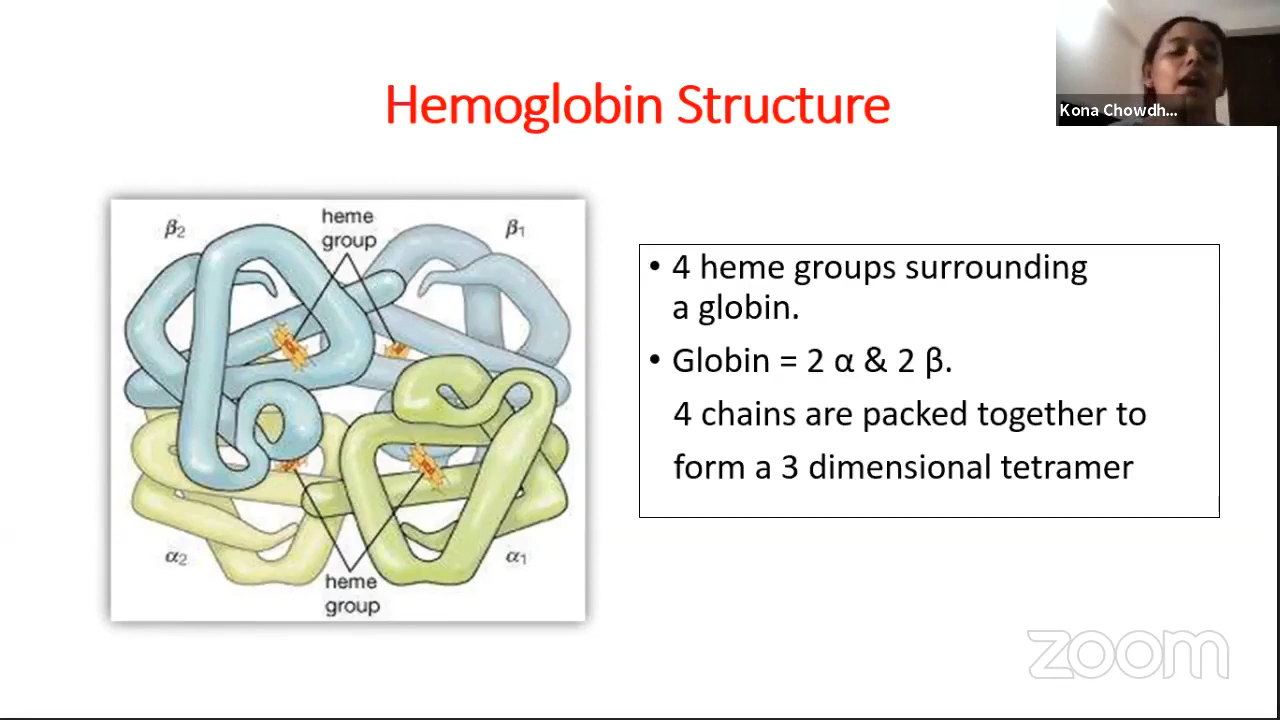 Kona Chowdh...
Hemoglobin Structure
heme
group
β2
β1
α2
α1
heme
group
• 4 heme groups surrounding
a globin.
• Globin = 2 α & 2 β.
4 chains are packed together to
form a 3 dimensional tetramer
zoom